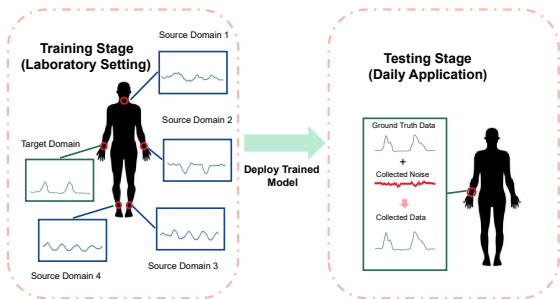 Training Stage
(Laboratory Setting)
Source Domain 1
Source Domain 2
Target Domain
Source Domain 4
Source Domain 3
Deploy Trained
Model
Testing Stage
(Daily Application)
Ground Truth Data
+
Collected Noise
Collected Data